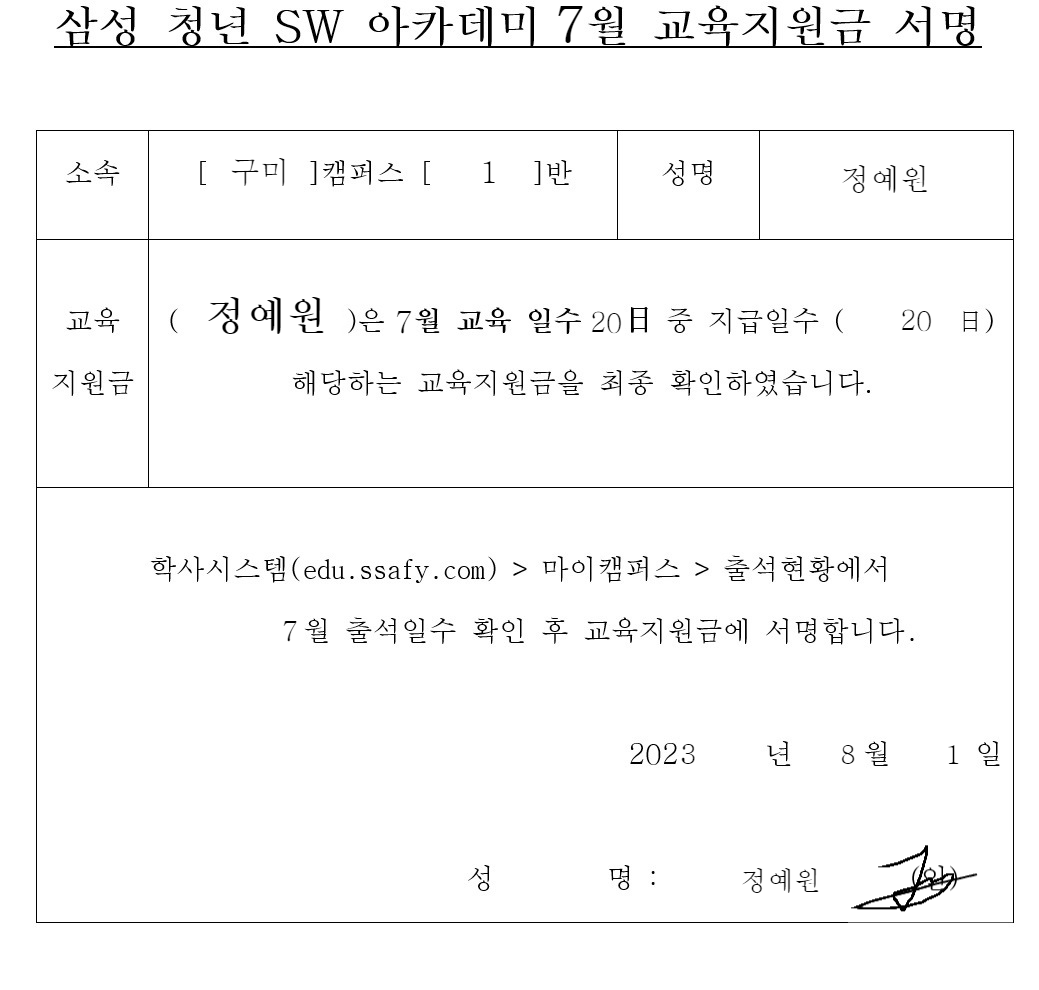 삼성 청년 SW 아카데미 7월 교육지원금 서명
소속 [ 구미 ]캠퍼스 [ 1 ]반 성명 정예원
교육 ( 정예원 )은 7월 교육 일수 20日 중 지급일수 ( 20 日)
지원금 해당하는 교육지원금을 최종 확인하였습니다.
학사시스템(edu.ssafy.com) > 마이캠퍼스 > 출석현황에서
7월 출석일수 확인 후 교육지원금에 서명합니다.
2023 년 8월 1 일
성 명 : 정예원 (인)